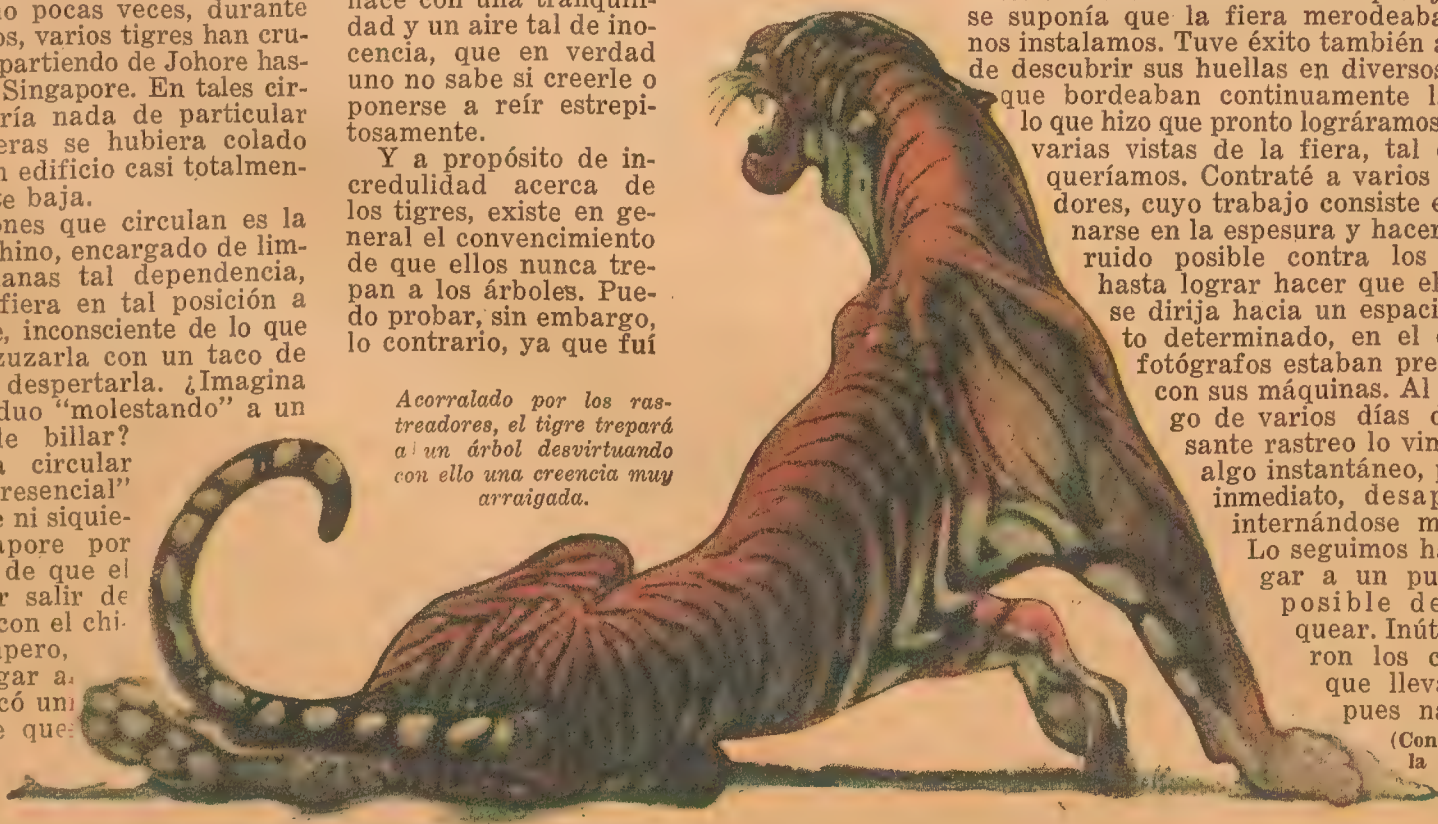 pocas veces, durante
varios tigres han cru-
partiendo de Johore has-
Singapore. En tales cir-
ría nada de particular
eras se hubiera colado
edificio casi totalmen-
te baja.
ones que circulan es la
hino, encargado de lim-
anas tal dependencia,
fiera en tal posición a
inconsciente de lo que
zuzarla con un taco de
despertarla. ¿Imagina
duo “molestando” a un
de billar?
circular
resencial”
ni siquie-
apore por
de que el
salir de
con el chi-
pero,
gar a
có un
que
dad y un aire tal de ino-
cencia, que en verdad
uno no sabe si creerle o
ponerse a reír estrepi-
tosamente.
Y a propósito de in-
credulidad acerca de
los tigres, existe en ge-
neral el convencimiento
de que ellos nunca tre-
pan a los árboles. Pue-
do probar, sin embargo,
lo contrario, ya que fuí
Acorralado por los ras-
treadores, el tigre trepará
a un árbol desvirtuando
con ello una creencia muy
arraigada.
se suponía que la fiera merodeaba
nos instalamos. Tuve éxito también
de descubrir sus huellas en diversos
que bordeaban continuamente
lo que hizo que pronto lográramos
varias vistas de la fiera, tal
queríamos. Contraté a varios
dores, cuyo trabajo consiste
narse en la espesura y hacer
ruido posible contra los
hasta lograr hacer que
se dirija hacia un espaci
to determinado, en el
fotógrafos estaban pre
con sus máquinas. Al
go de varios días
sante rastreo lo vin
algo instantáneo,
inmediato, desap
internándose
Lo seguimos
gar a un pu
posible de
quear. Inút
ron los
que llev
pues
(Con
la